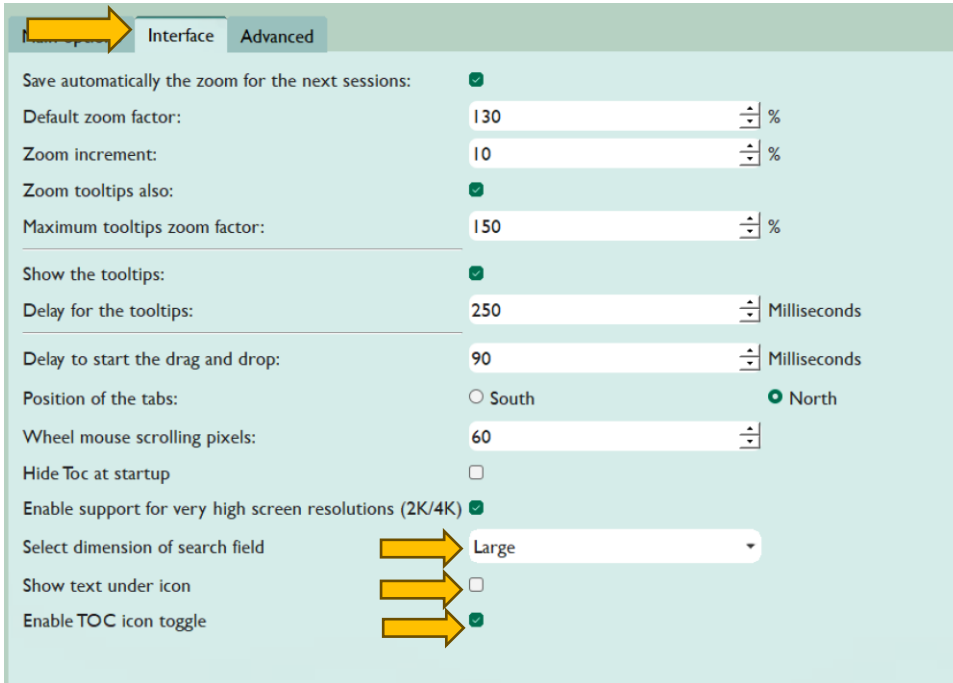 Interface Advanced
Save automatically the zoom for the next sessions:
Default zoom factor: 130 %
Zoom increment: 10 %
Zoom tooltips also:
Maximum tooltips zoom factor: 150 %
Show the tooltips:
Delay for the tooltips: 250 Milliseconds
Delay to start the drag and drop: 90 Milliseconds
Position of the tabs: South North
Wheel mouse scrolling pixels: 60
Hide Toc at startup
Enable support for very high screen resolutions (2K/4K)
Select dimension of search field Large
Show text under icon
Enable TOC icon toggle